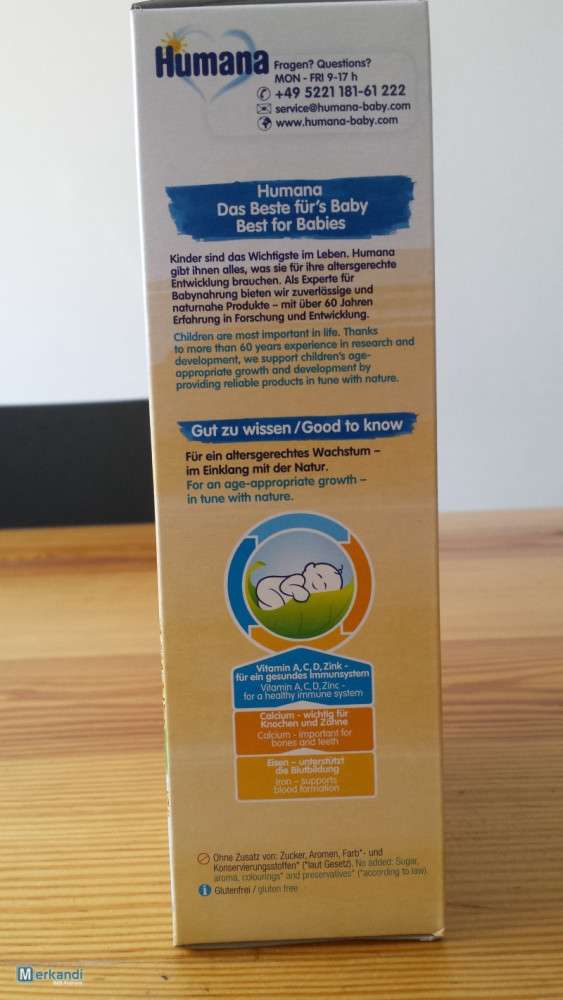 Humana
Fragen? Questions?
MON - FRI 9-17 h
+49 5221 181-61 222
service@humana-baby.com
www.humana-baby.com
Humana
Das Beste für's Baby
Best for Babies
Kinder sind das Wichtigste im Leben. Humana
gibt ihnen alles, was sie für ihre altersgerechte
Entwicklung brauchen. Als Experte für
Babynahrung bieten wir zuverlässige und
naturnahe Produkte – mit über 60 Jahren
Erfahrung in Forschung und Entwicklung.
Children are most important in life. Thanks
to more than 60 years experience in research and
development, we support children's age-
appropriate growth and development by
providing reliable products in tune with nature.
Gut zu wissen / Good to know
Für ein altersgerechtes Wachstum –
im Einklang mit der Natur.
For an age-appropriate growth –
in tune with nature.
Vitamin A, C, D, Zink -
für ein gesundes Immunsystem
Vitamin A, C, D, Zinc -
for a healthy immune system
Calcium - wichtig für
Knochen und Zähne
Calcium - important for
bones and teeth
Eisen – unterstützt
die Blutbildung
Iron – supports
blood formation
Ohne Zusatz von: Zucker, Aromen, Farb*- und
Konservierungsstoffen* (*laut Gesetz). No added: Sugar,
aroma, colourings* and preservatives* (*according to law)
Glutenfrei / gluten free
Merkandi